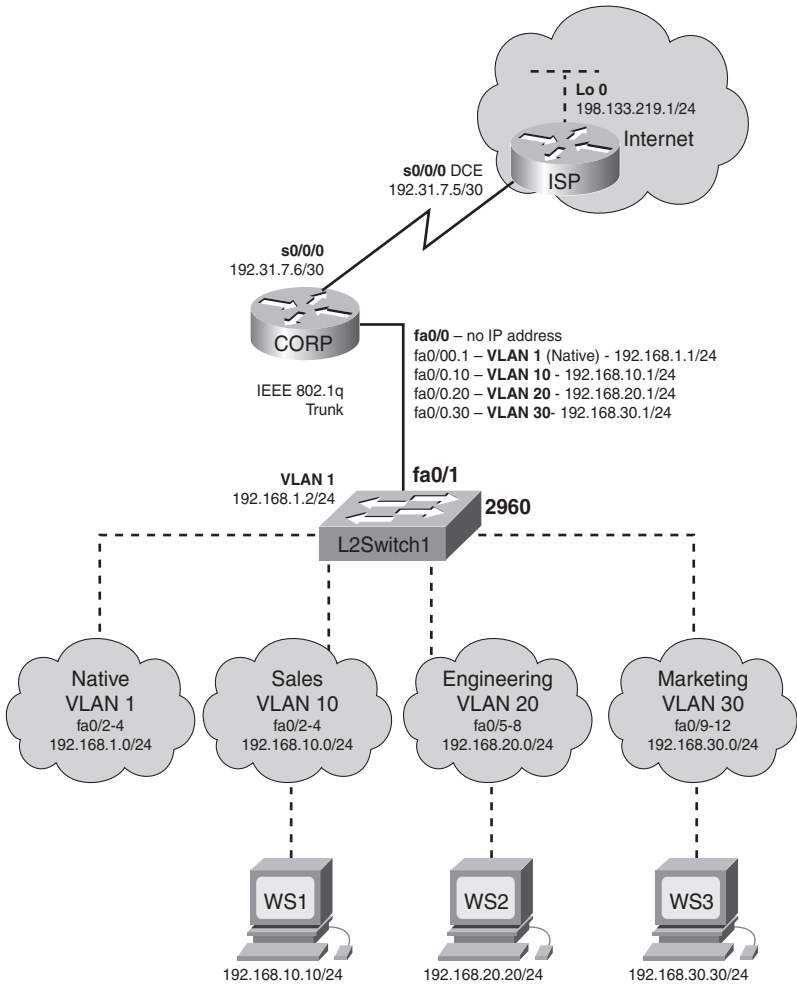 Lo 0
198.133.219.1/24
Internet
ISP
s0/0/0 DCE
192.31.7.5/30
s0/0/0
192.31.7.6/30
CORP
fa0/0 – no IP address
fa0/00.1 – VLAN 1 (Native) - 192.168.1.1/24
fa0/0.10 – VLAN 10 - 192.168.10.1/24
fa0/0.20 – VLAN 20 - 192.168.20.1/24
fa0/0.30 – VLAN 30- 192.168.30.1/24
IEEE 802.1q
Trunk
VLAN 1
192.168.1.2/24
fa0/1
2960
L2Switch1
Native
VLAN 1
fa0/2-4
192.168.1.0/24
Sales
VLAN 10
fa0/2-4
192.168.10.0/24
Engineering
VLAN 20
fa0/5-8
192.168.20.0/24
Marketing
VLAN 30
fa0/9-12
192.168.30.0/24
WS1
192.168.10.10/24
WS2
192.168.20.20/24
WS3
192.168.30.30/24